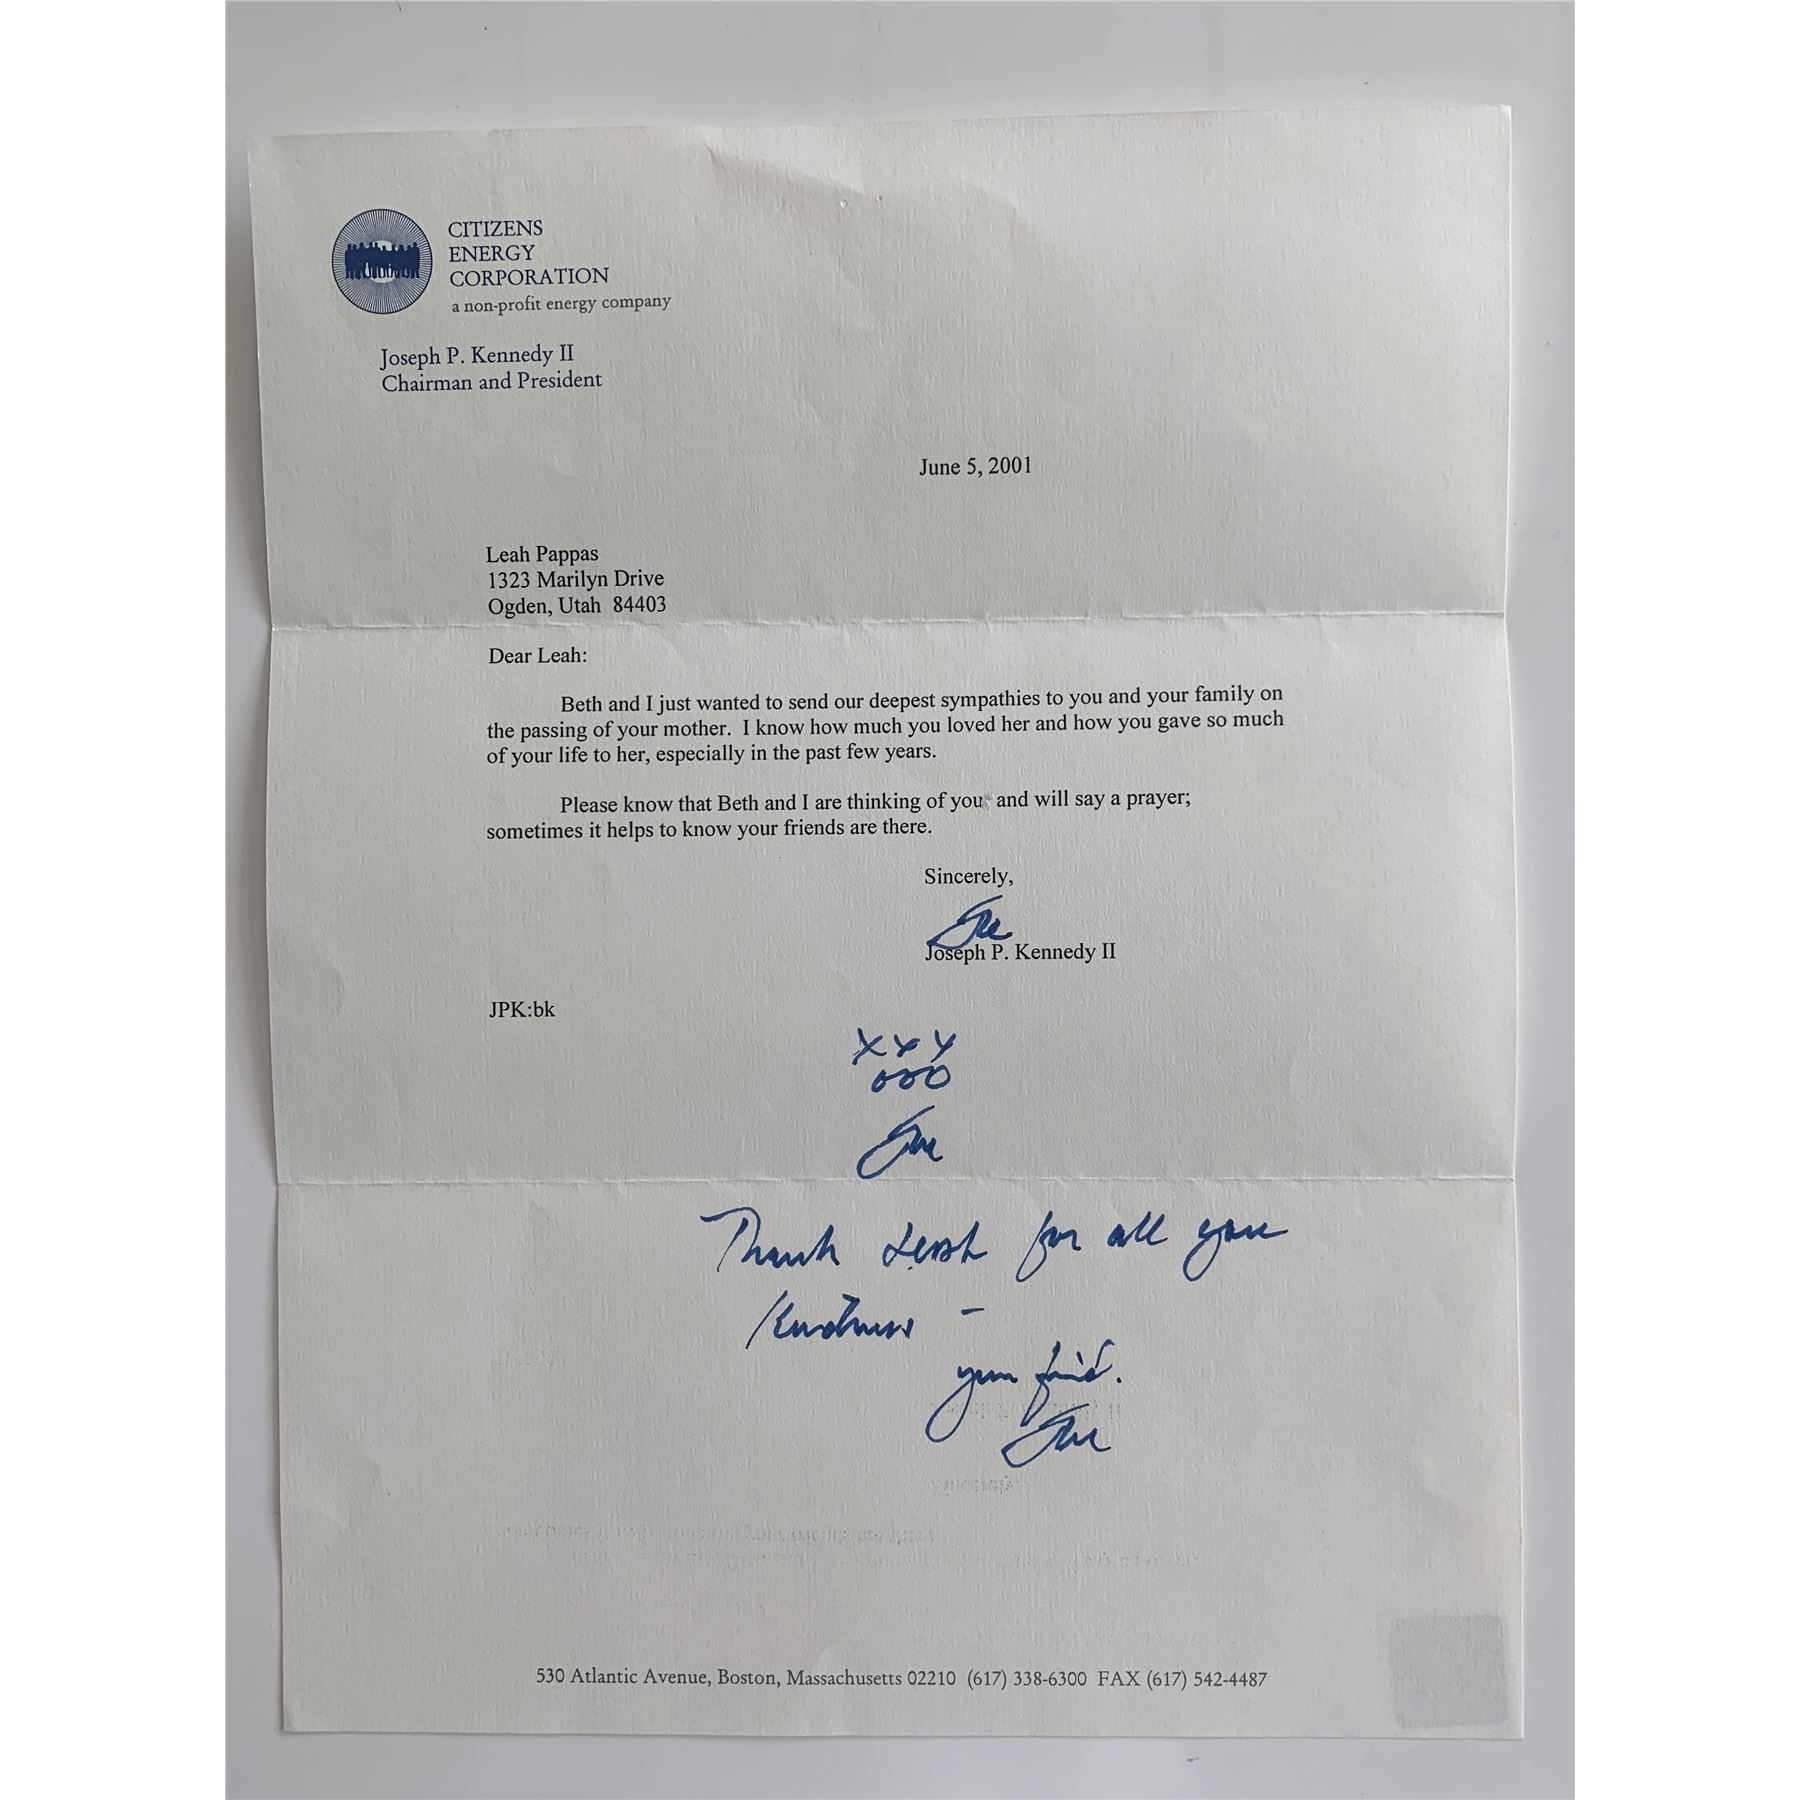 CITIZENS
ENERGY
CORPORATION
a non-profit energy company
Joseph P. Kennedy II
Chairman and President
June 5, 2001
Leah Pappas
1323 Marilyn Drive
Ogden, Utah 84403
Dear Leah:
Beth and I just wanted to send our deepest sympathies to you and your family on
the passing of your mother. I know how much you loved her and how you gave so much
of your life to her, especially in the past few years.
Please know that Beth and I are thinking of you and will say a prayer;
sometimes it helps to know your friends are there.
Sincerely,
Joe
Joseph P. Kennedy II
JPK:bk
xxx
ooo
Joe
Thank Leah for all your
Kindness -
your friend.
Joe
530 Atlantic Avenue, Boston, Massachusetts 02210 (617) 338-6300 FAX (617) 542-4487